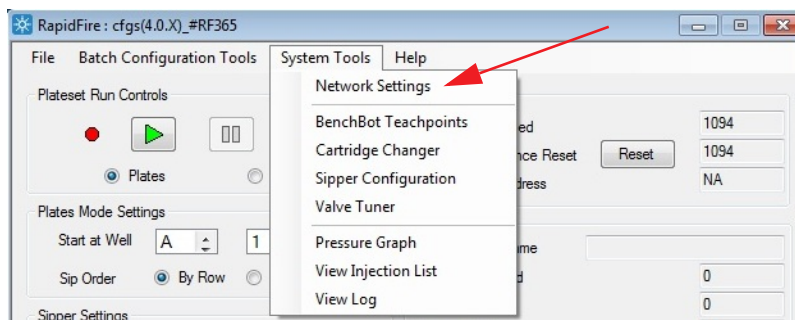 RapidFire : cfgs(4.0.X)_#RF365
File Batch Configuration Tools System Tools Help
Plateset Run Controls
Plates
Plates Mode Settings
Start at Well A 1
Sip Order By Row
Sipper Settings
Network Settings
BenchBot Teachpoints
Cartridge Changer
Sipper Configuration
Valve Tuner
Pressure Graph
View Injection List
View Log
ed 1094
nce Reset Reset 1094
dress NA
me
d 0
0